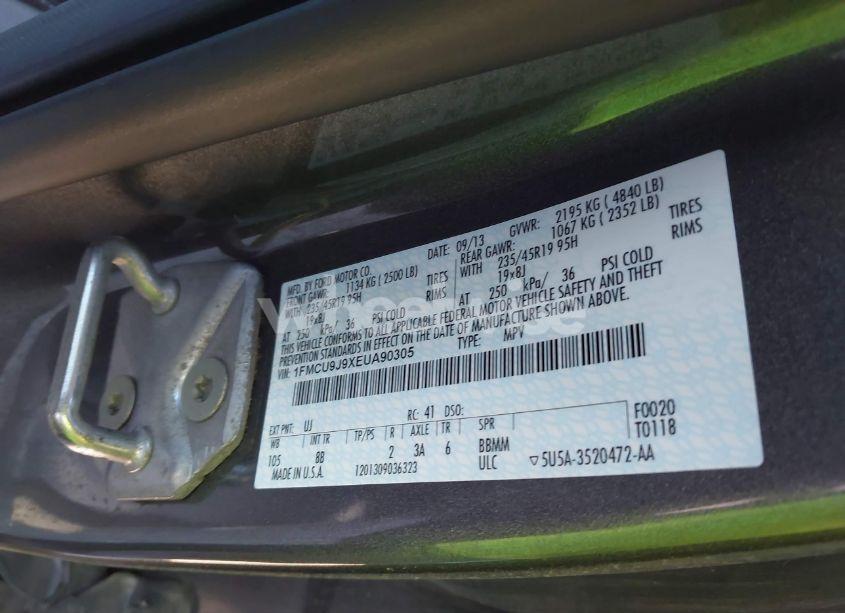 MFD. BY FORD MOTOR CO.
DATE: 09/13 GVWR: 2195 KG ( 4840 LB)
FRONT GAWR: 1134 KG ( 2500 LB) REAR GAWR: 1067 KG ( 2352 LB)
WITH 235/45R19 95H TIRES WITH 235/45R19 95H TIRES
19x8J RIMS 19x8J RIMS
AT 250 kPa/ 36 PSI COLD AT 250 kPa/ 36 PSI COLD
THIS VEHICLE CONFORMS TO ALL APPLICABLE FEDERAL MOTOR VEHICLE SAFETY AND THEFT
PREVENTION STANDARDS IN EFFECT ON THE DATE OF MANUFACTURE SHOWN ABOVE.
VIN: 1FMCU9J9XEUA90305 TYPE: MPV
EXT PNT: UJ RC: 41 DSO: F0020
WB INT TR TP/PS R AXLE TR SPR T0118
105 8B 2 3A 6 BBMM
MADE IN U.S.A. 1201309036323 ULC ▽5U5A-3520472-AA